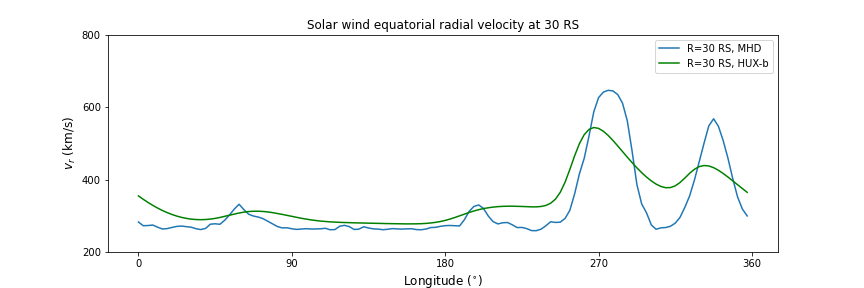 Solar wind equatorial radial velocity at 30 RS
800
600
400
200
v_r (km/s)
R=30 RS, MHD
R=30 RS, HUX-b
0
90
180
270
360
Longitude (°)